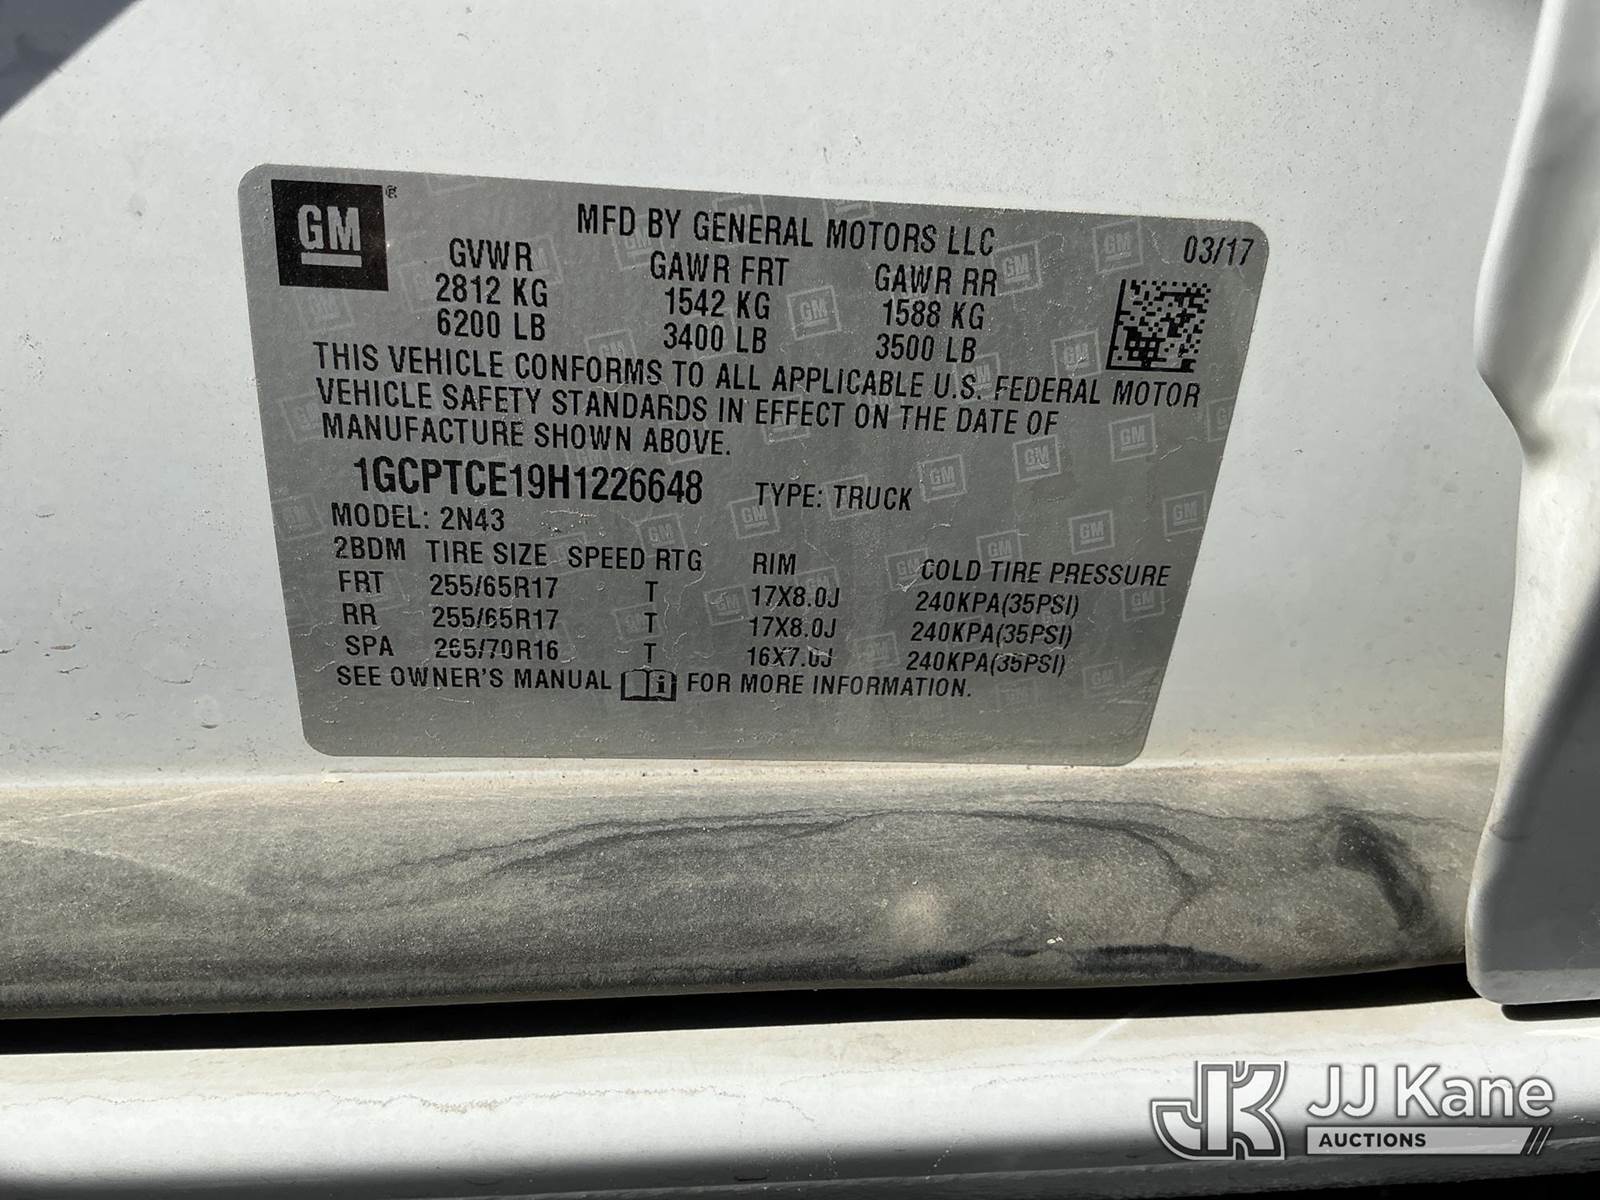 GM ®
MFD BY GENERAL MOTORS LLC 03/17
GVWR GAWR FRT GAWR RR
2812 KG 1542 KG 1588 KG
6200 LB 3400 LB 3500 LB
THIS VEHICLE CONFORMS TO ALL APPLICABLE U.S. FEDERAL MOTOR
VEHICLE SAFETY STANDARDS IN EFFECT ON THE DATE OF
MANUFACTURE SHOWN ABOVE.
1GCPTCE19H1226648 TYPE: TRUCK
MODEL: 2N43
2BDM TIRE SIZE SPEED RTG RIM COLD TIRE PRESSURE
FRT 255/65R17 T 17X8.0J 240KPA(35PSI)
RR 255/65R17 T 17X8.0J 240KPA(35PSI)
SPA 265/70R16 T 16X7.0J 240KPA(35PSI)
SEE OWNER'S MANUAL i FOR MORE INFORMATION.
JK JJ Kane
AUCTIONS